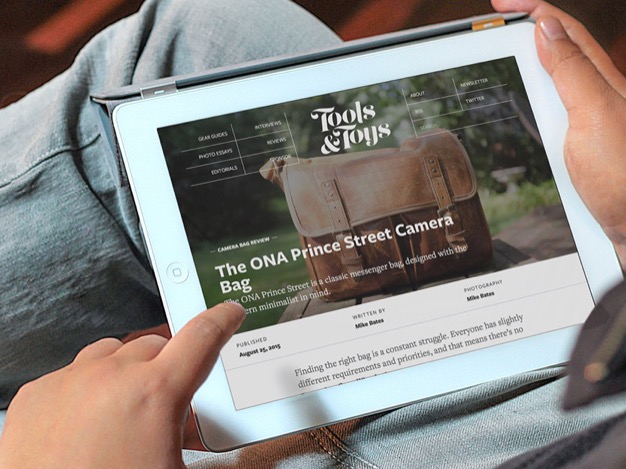 GEAR GUIDES
INTERVIEWS
PHOTO ESSAYS
REVIEWS
EDITORIALS
SPONSOR
Tools
&Toys
ABOUT
NEWSLETTER
TWITTER
CAMERA BAG REVIEW
The ONA Prince Street Camera
Bag
The ONA Prince Street is a classic messenger bag, designed with the
minimalist in mind.
PUBLISHED
August 25, 2015
WRITTEN BY
Mike Bates
PHOTOGRAPHY
Mike Bates
Finding the right bag is a constant struggle. Everyone has slightly
different requirements and priorities, and that means there's no